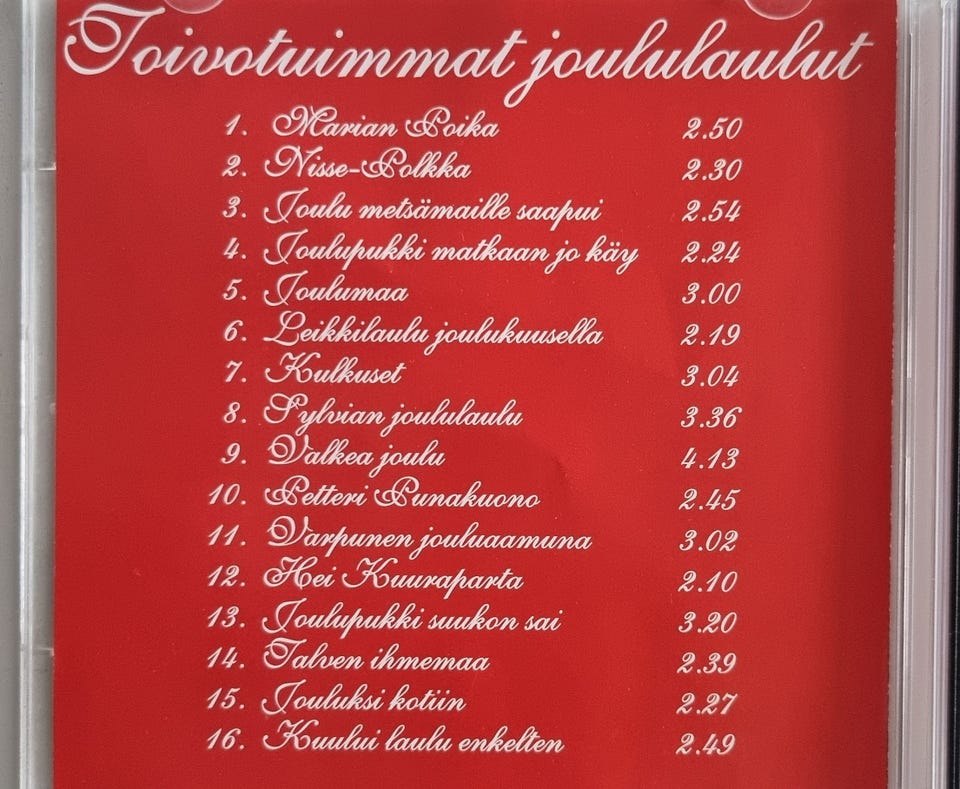 Toivotuimmat joululaulut
1. Marian Poika 2.50
2. Nisse-Polkka 2.30
3. Joulu metsämaille saapui 2.54
4. Joulupukki matkaan jo käy 2.24
5. Joulumaa 3.00
6. Leikkilaulu joulukuusella 2.19
7. Kulkuset 3.04
8. Sylvian joululaulu 3.36
9. Valkea joulu 4.13
10. Petteri Punakuono 2.45
11. Varpunen jouluaamuna 3.02
12. Hei Kuuraparta 2.10
13. Joulupukki suukon sai 3.20
14. Talven ihmemaa 2.39
15. Jouluksi kotiin 2.27
16. Kuului laulu enkelten 2.49